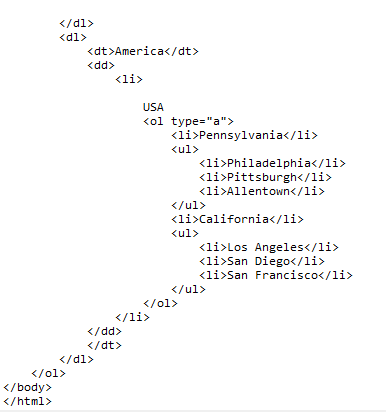 </dl>
<dl>
<dt>America</dt>
<dd>
<li>
USA
<ol type="a">
<li>Pennsylvania</li>
<ul>
<li>Philadelphia</li>
<li>Pittsburgh</li>
<li>Allentown</li>
</ul>
<li>California</li>
<ul>
<li>Los Angeles</li>
<li>San Diego</li>
<li>San Francisco</li>
</ul>
</ol>
</li>
</dd>
</dt>
</dl>
</ol>
</body>
</html>